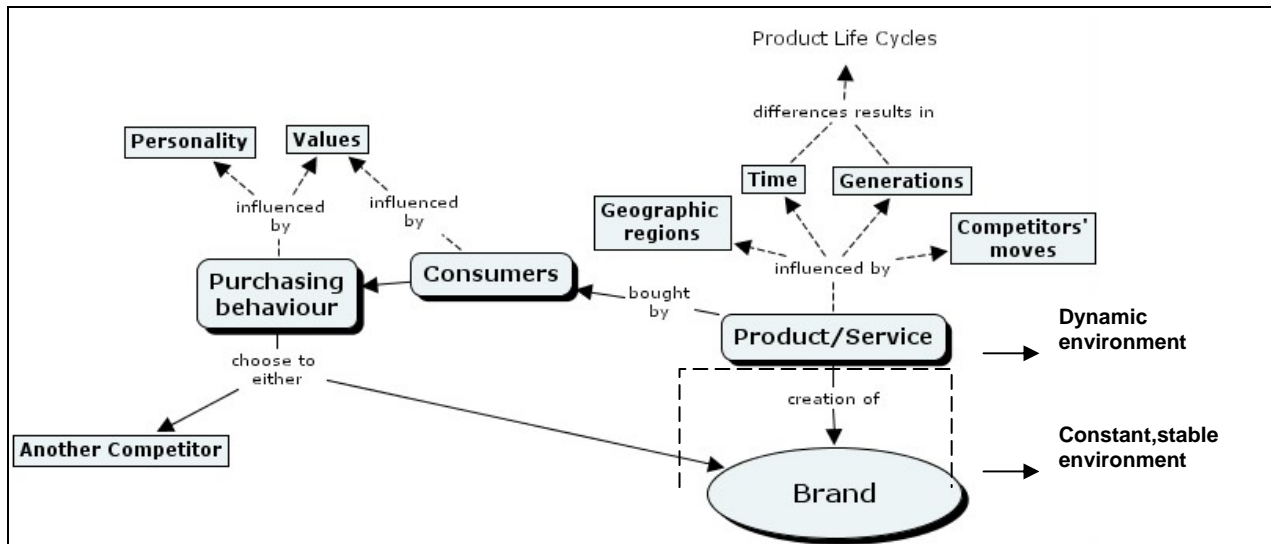 Product Life Cycles
differences results in
Personality
Values
Time
Generations
influenced
by
influenced
by
Geographic
regions
Competitors'
moves
influenced by
Purchasing
behaviour
Consumers
bought
by
Product/Service
Dynamic
environment
choose to
either
creation of
Another Competitor
Constant,stable
environment
Brand